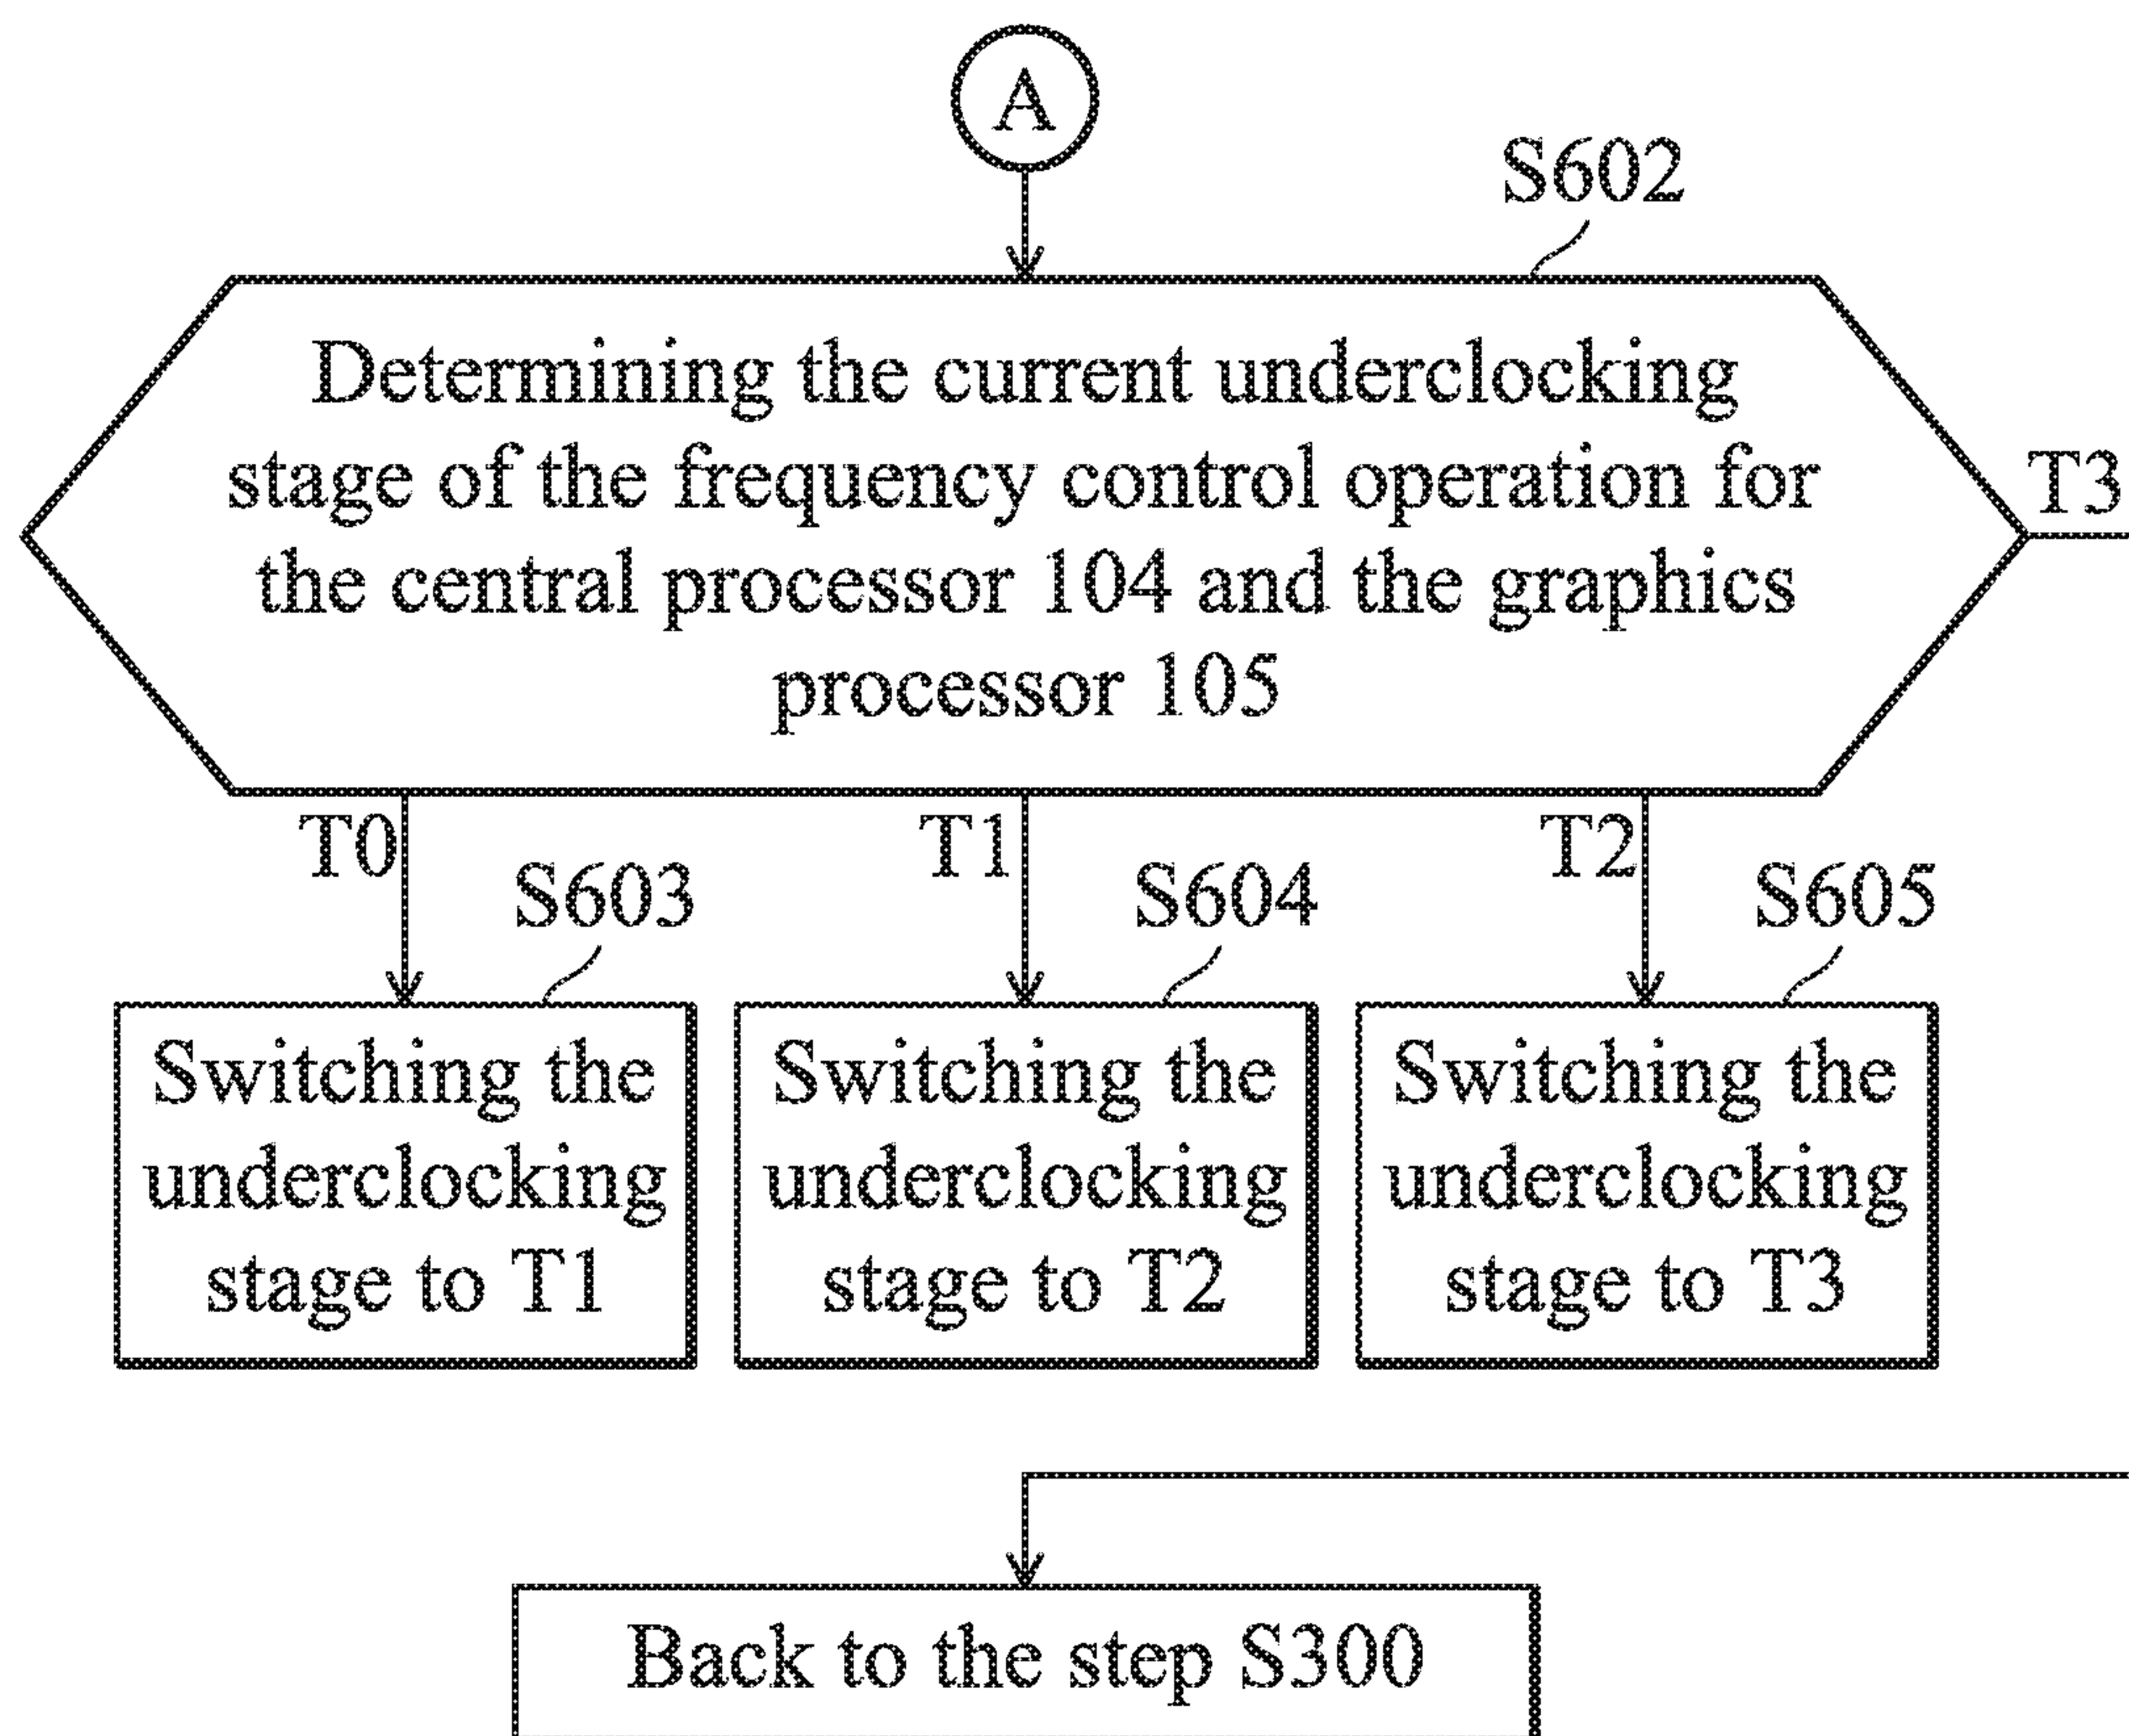 A
S602
Determining the current underclocking
stage of the frequency control operation for
the central processor 104 and the graphics
processor 105
T3
T0
T1
T2
S603
S604
S605
Switching the
underclocking
stage to T1
Switching the
underclocking
stage to T2
Switching the
underclocking
stage to T3
Back to the step S300